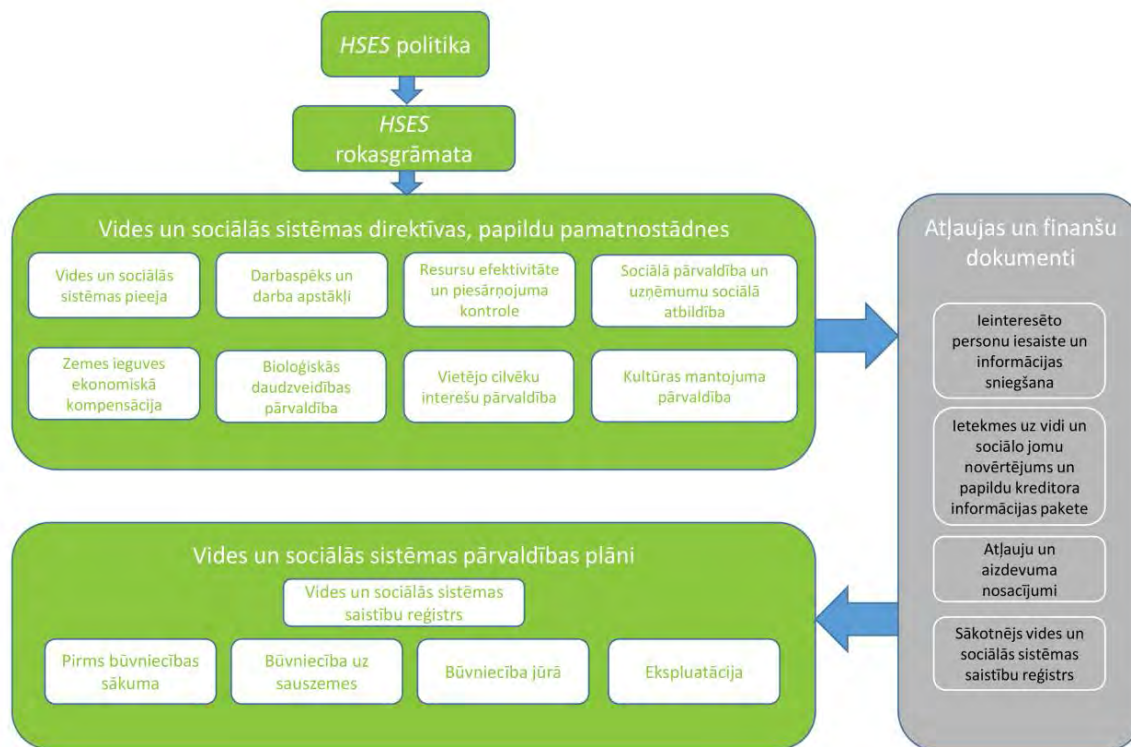 HSES politika
HSES
rokasgrāmata
Vides un sociālās sistēmas direktīvas, papildu pamatnostādnes
Vides un sociālās
sistēmas pieeja
Darbaspēks un
darba apstākļi
Resursu efektivitāte
un piesārņojuma
kontrole
Sociālā pārvaldība un
uzņēmumu sociālā
atbildība
Zemes ieguves
ekonomiskā
kompensācija
Bioloģiskās
daudzveidības
pārvaldība
Vietējo cilvēku
interešu pārvaldība
Kultūras mantojuma
pārvaldība
Atļaujas un finanšu
dokumenti
Ieinteresēto
personu iesaiste un
informācijas
sniegšana
Ietekmes uz vidi un
sociālo jomu
novērtējums un
papildu kreditora
informācijas pakete
Atļauju un
aizdevuma
nosacījumi
Sākotnējs vides un
sociālās sistēmas
saistību reģistrs
Vides un sociālās sistēmas pārvaldības plāni
Vides un sociālās sistēmas
saistību reģistrs
Pirms būvniecības
sākuma
Būvniecība uz
sauszemes
Būvniecība jūrā
Ekspluatācija